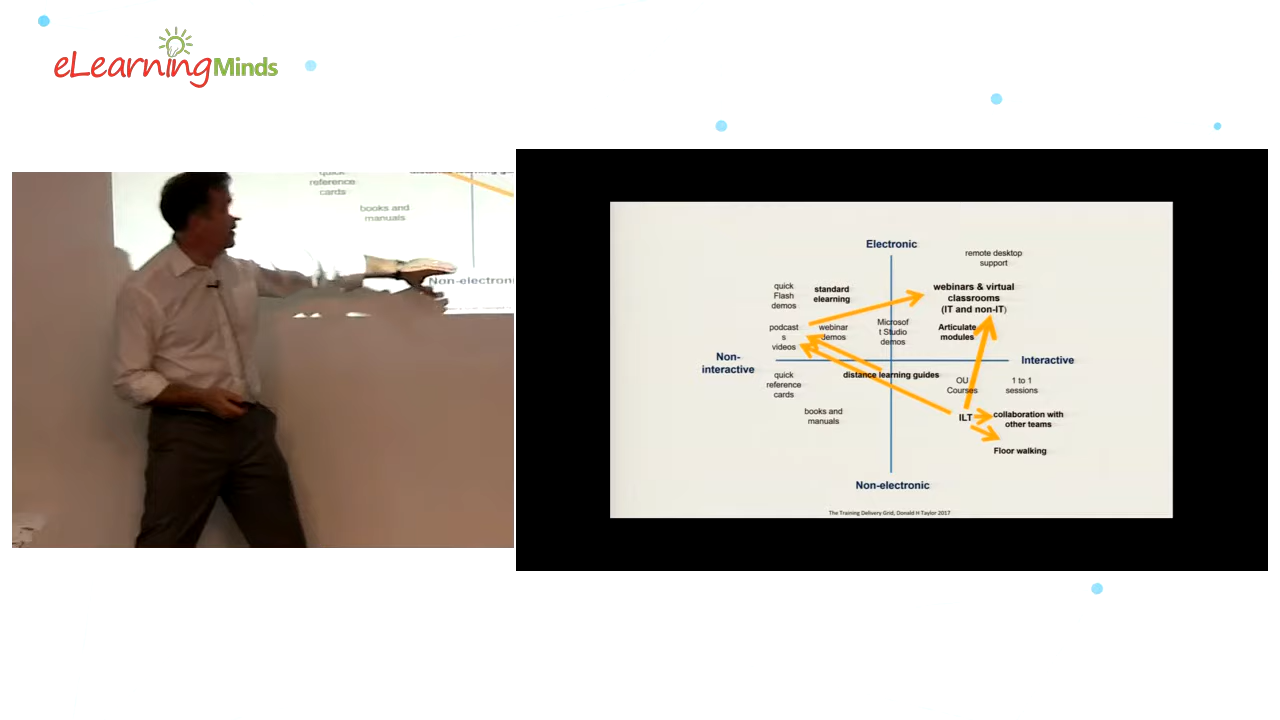 eLearningMinds
quick
reference
cards
books and
manuals
Non-electroni
Electronic
remote desktop
support
quick
Flash
demos
standard
elearning
webinars & virtual
classrooms
(IT and non-IT)
podcast
s
videos
webinar
demos
Microsof
t Studio
demos
Articulate
modules
Non-
interactive
Interactive
quick
reference
cards
distance learning guides
OU
Courses
1 to 1
sessions
books and
manuals
ILT
collaboration with
other teams
Floor walking
Non-electronic
The Training Delivery Grid, Donald H Taylor 2017